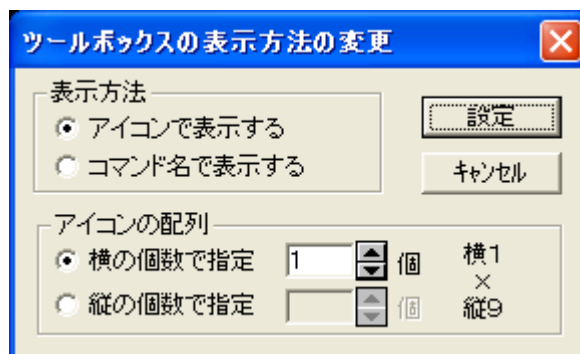 ツールボックスの表示方法の変更
表示方法
アイコンで表示する
コマンド名で表示する
設定
キャンセル
アイコンの配列
横の個数で指定 1 個
縦の個数で指定 個
横1
×
縦9